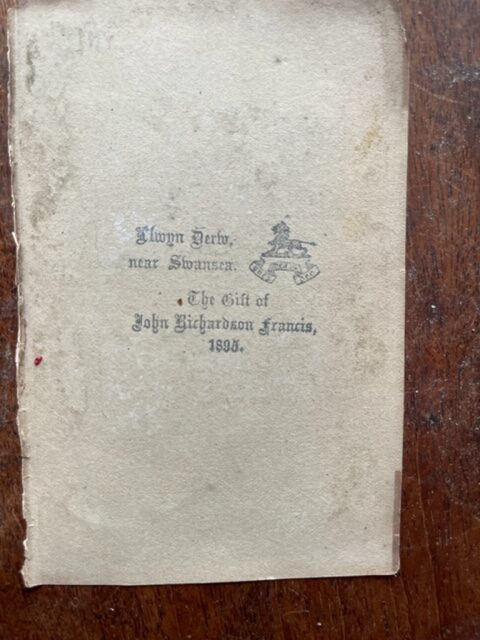 Llwyn Derw,
near Swansea.
The Gift of
John Richardson Francis,
1895.